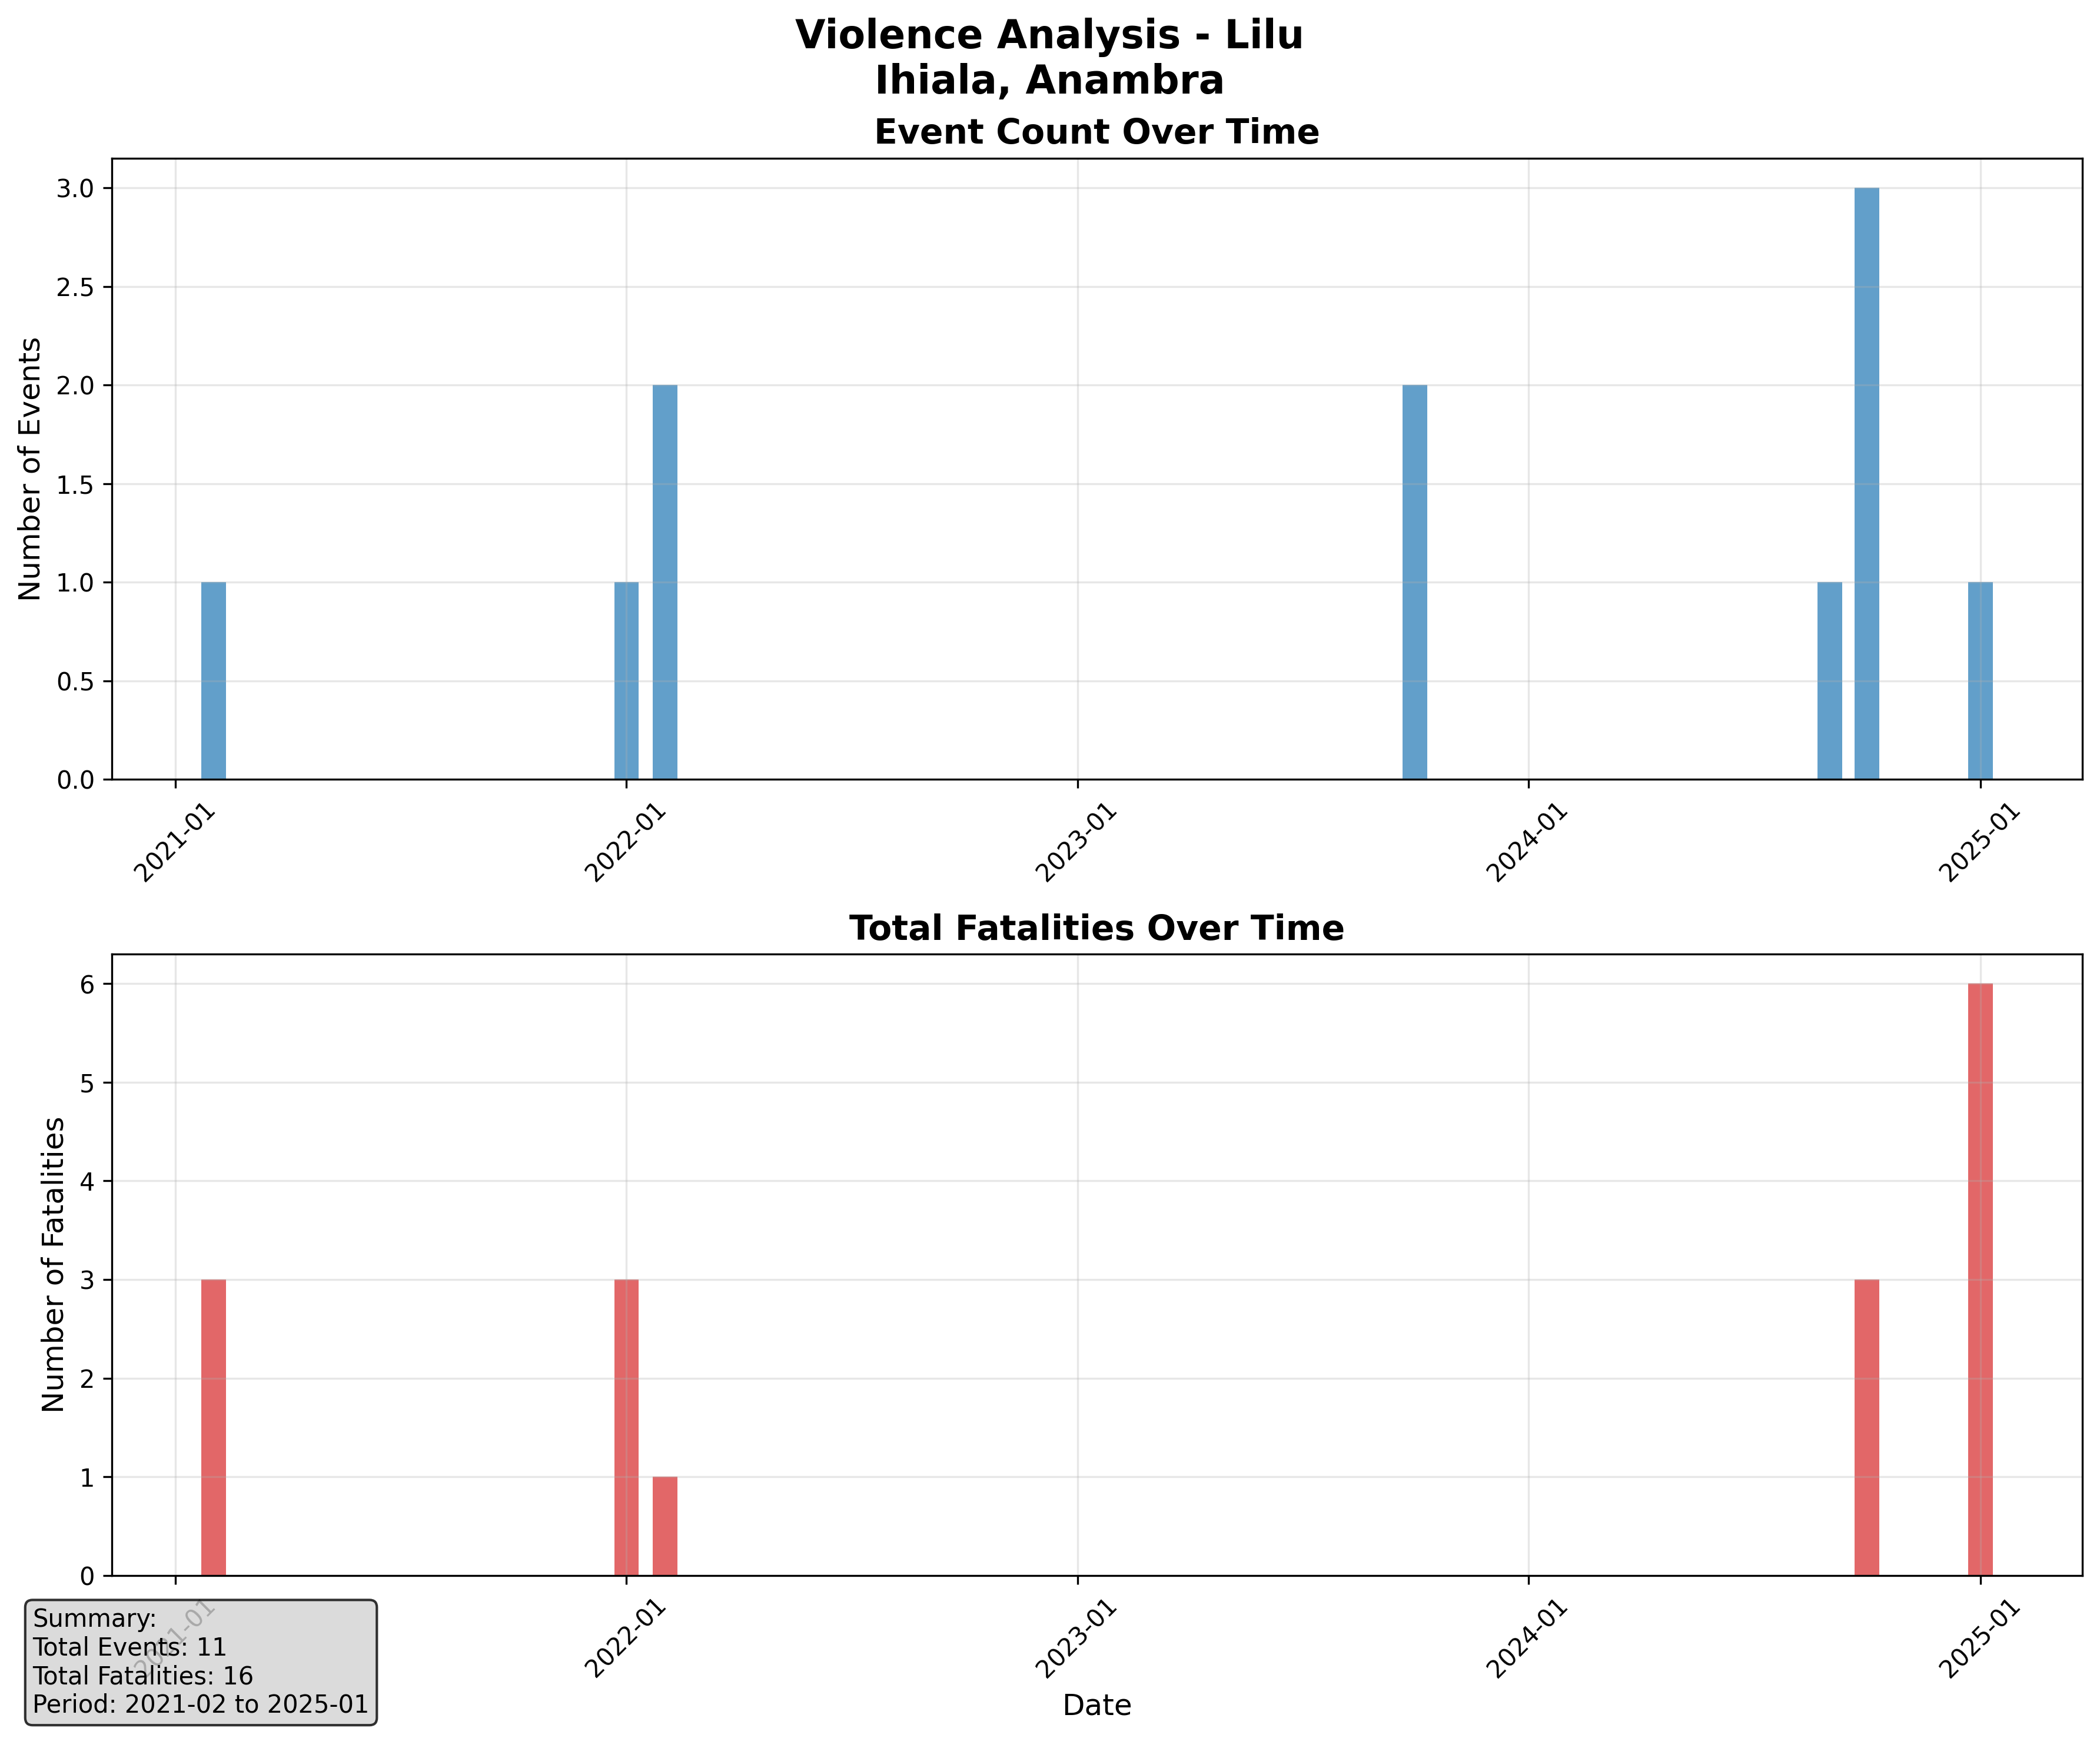 Violence Analysis - Lilu
Ihiala, Anambra
Event Count Over Time
Number of Events
3.0
2.5
2.0
1.5
1.0
0.5
0.0
2021-01
2022-01
2023-01
2024-01
2025-01
Total Fatalities Over Time
Number of Fatalities
6
5
4
3
2
1
0
2021-01
2022-01
2023-01
2024-01
2025-01
Date
Summary:
Total Events: 11
Total Fatalities: 16
Period: 2021-02 to 2025-01